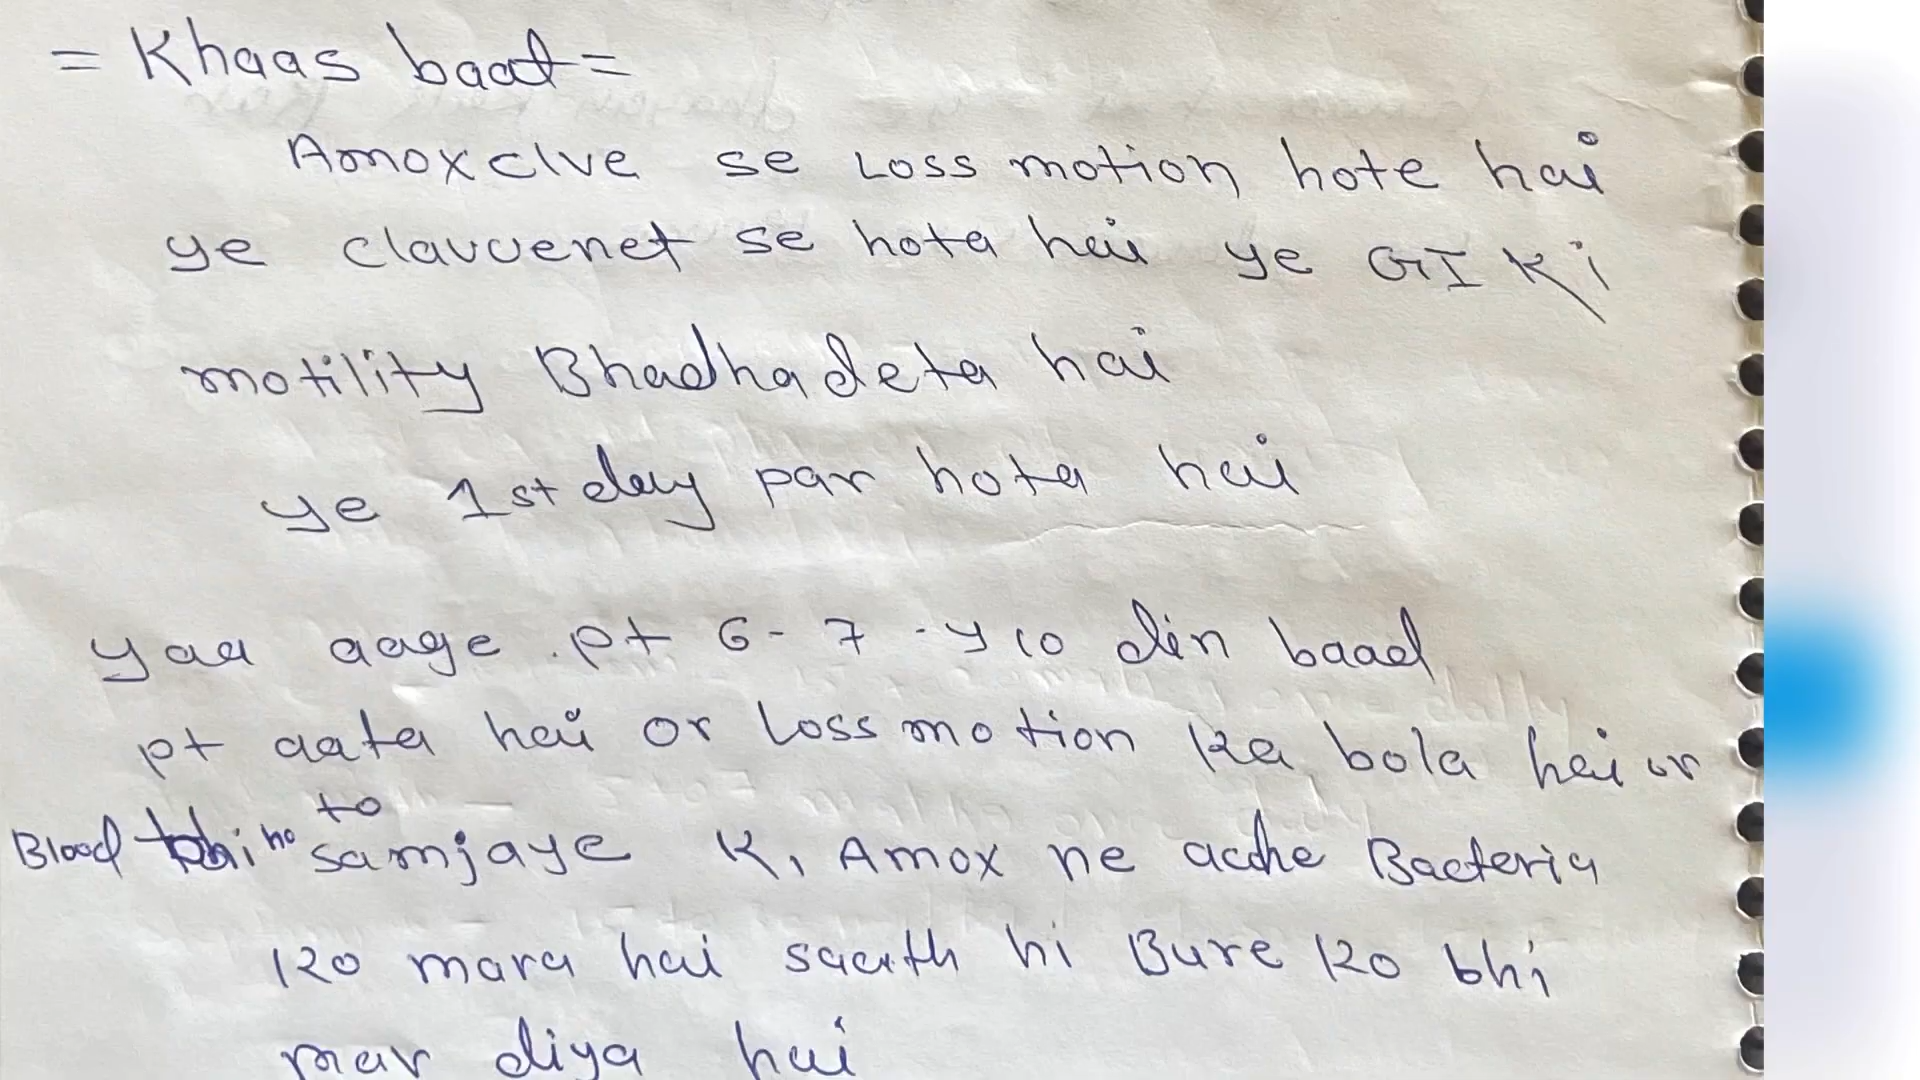 = Khaas baat =
Amoxclve se Loss motion hote hai
ye clavuenet se hota hai ye GI Ki
motility Bhadha deta hai
ye 1st day par hota hai
yaa aage pt 6-7-y 10 din baad
pt aata hai or Loss motion ka bola hai or
to
Blood bhi ho samjaye K, Amox ne acche Bacteria
ko mara hai saath hi Bure ko bhi
mar diya hai